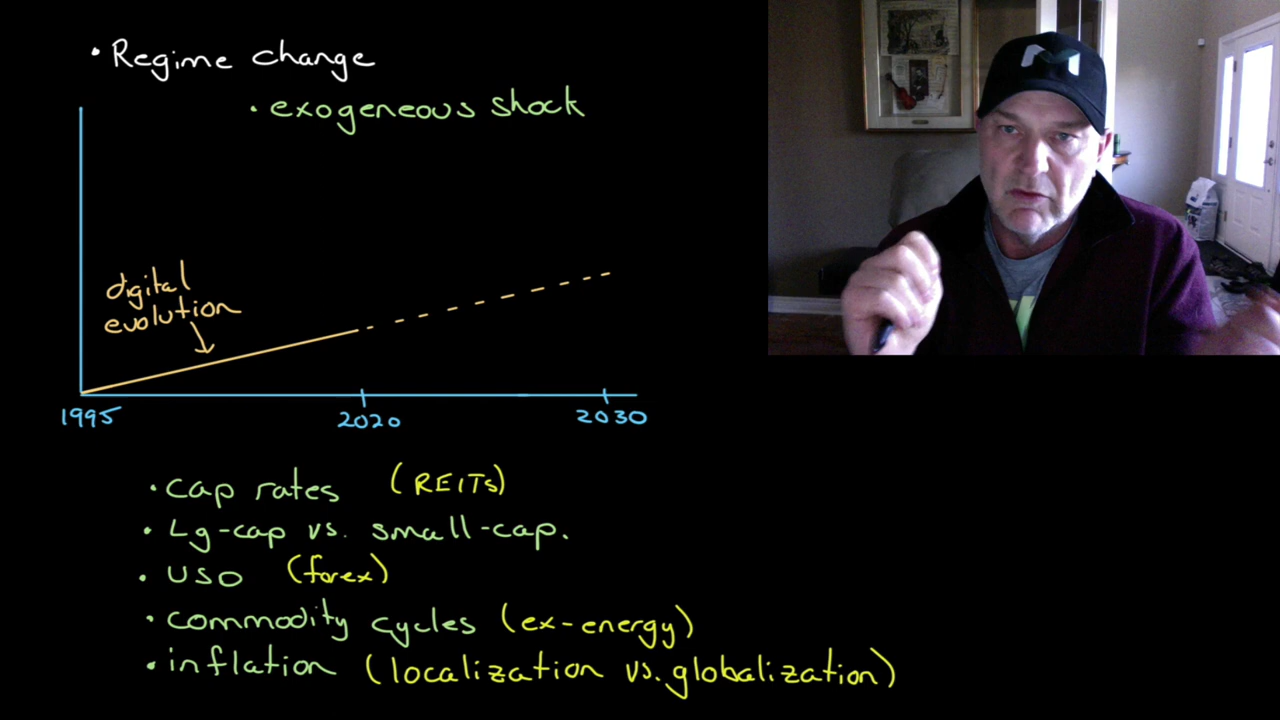 • Regime change
• exogeneous shock
digital
evolution
1995
2020
2030
• cap rates (REITs)
• Lg-cap vs. small-cap.
• USD (forex)
• commodity cycles (ex-energy)
• inflation (localization vs. globalization)